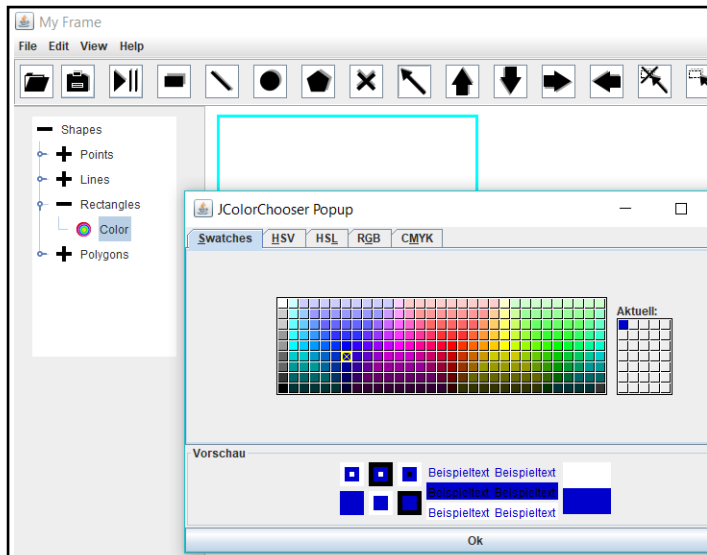 My Frame
File Edit View Help
Shapes
Points
Lines
Rectangles
Color
Polygons
JColorChooser Popup
Swatches HSV HSL RGB CMYK
Aktuell:
Vorschau
Beispieltext Beispieltext
Beispieltext Beispieltext
Beispieltext Beispieltext
Ok